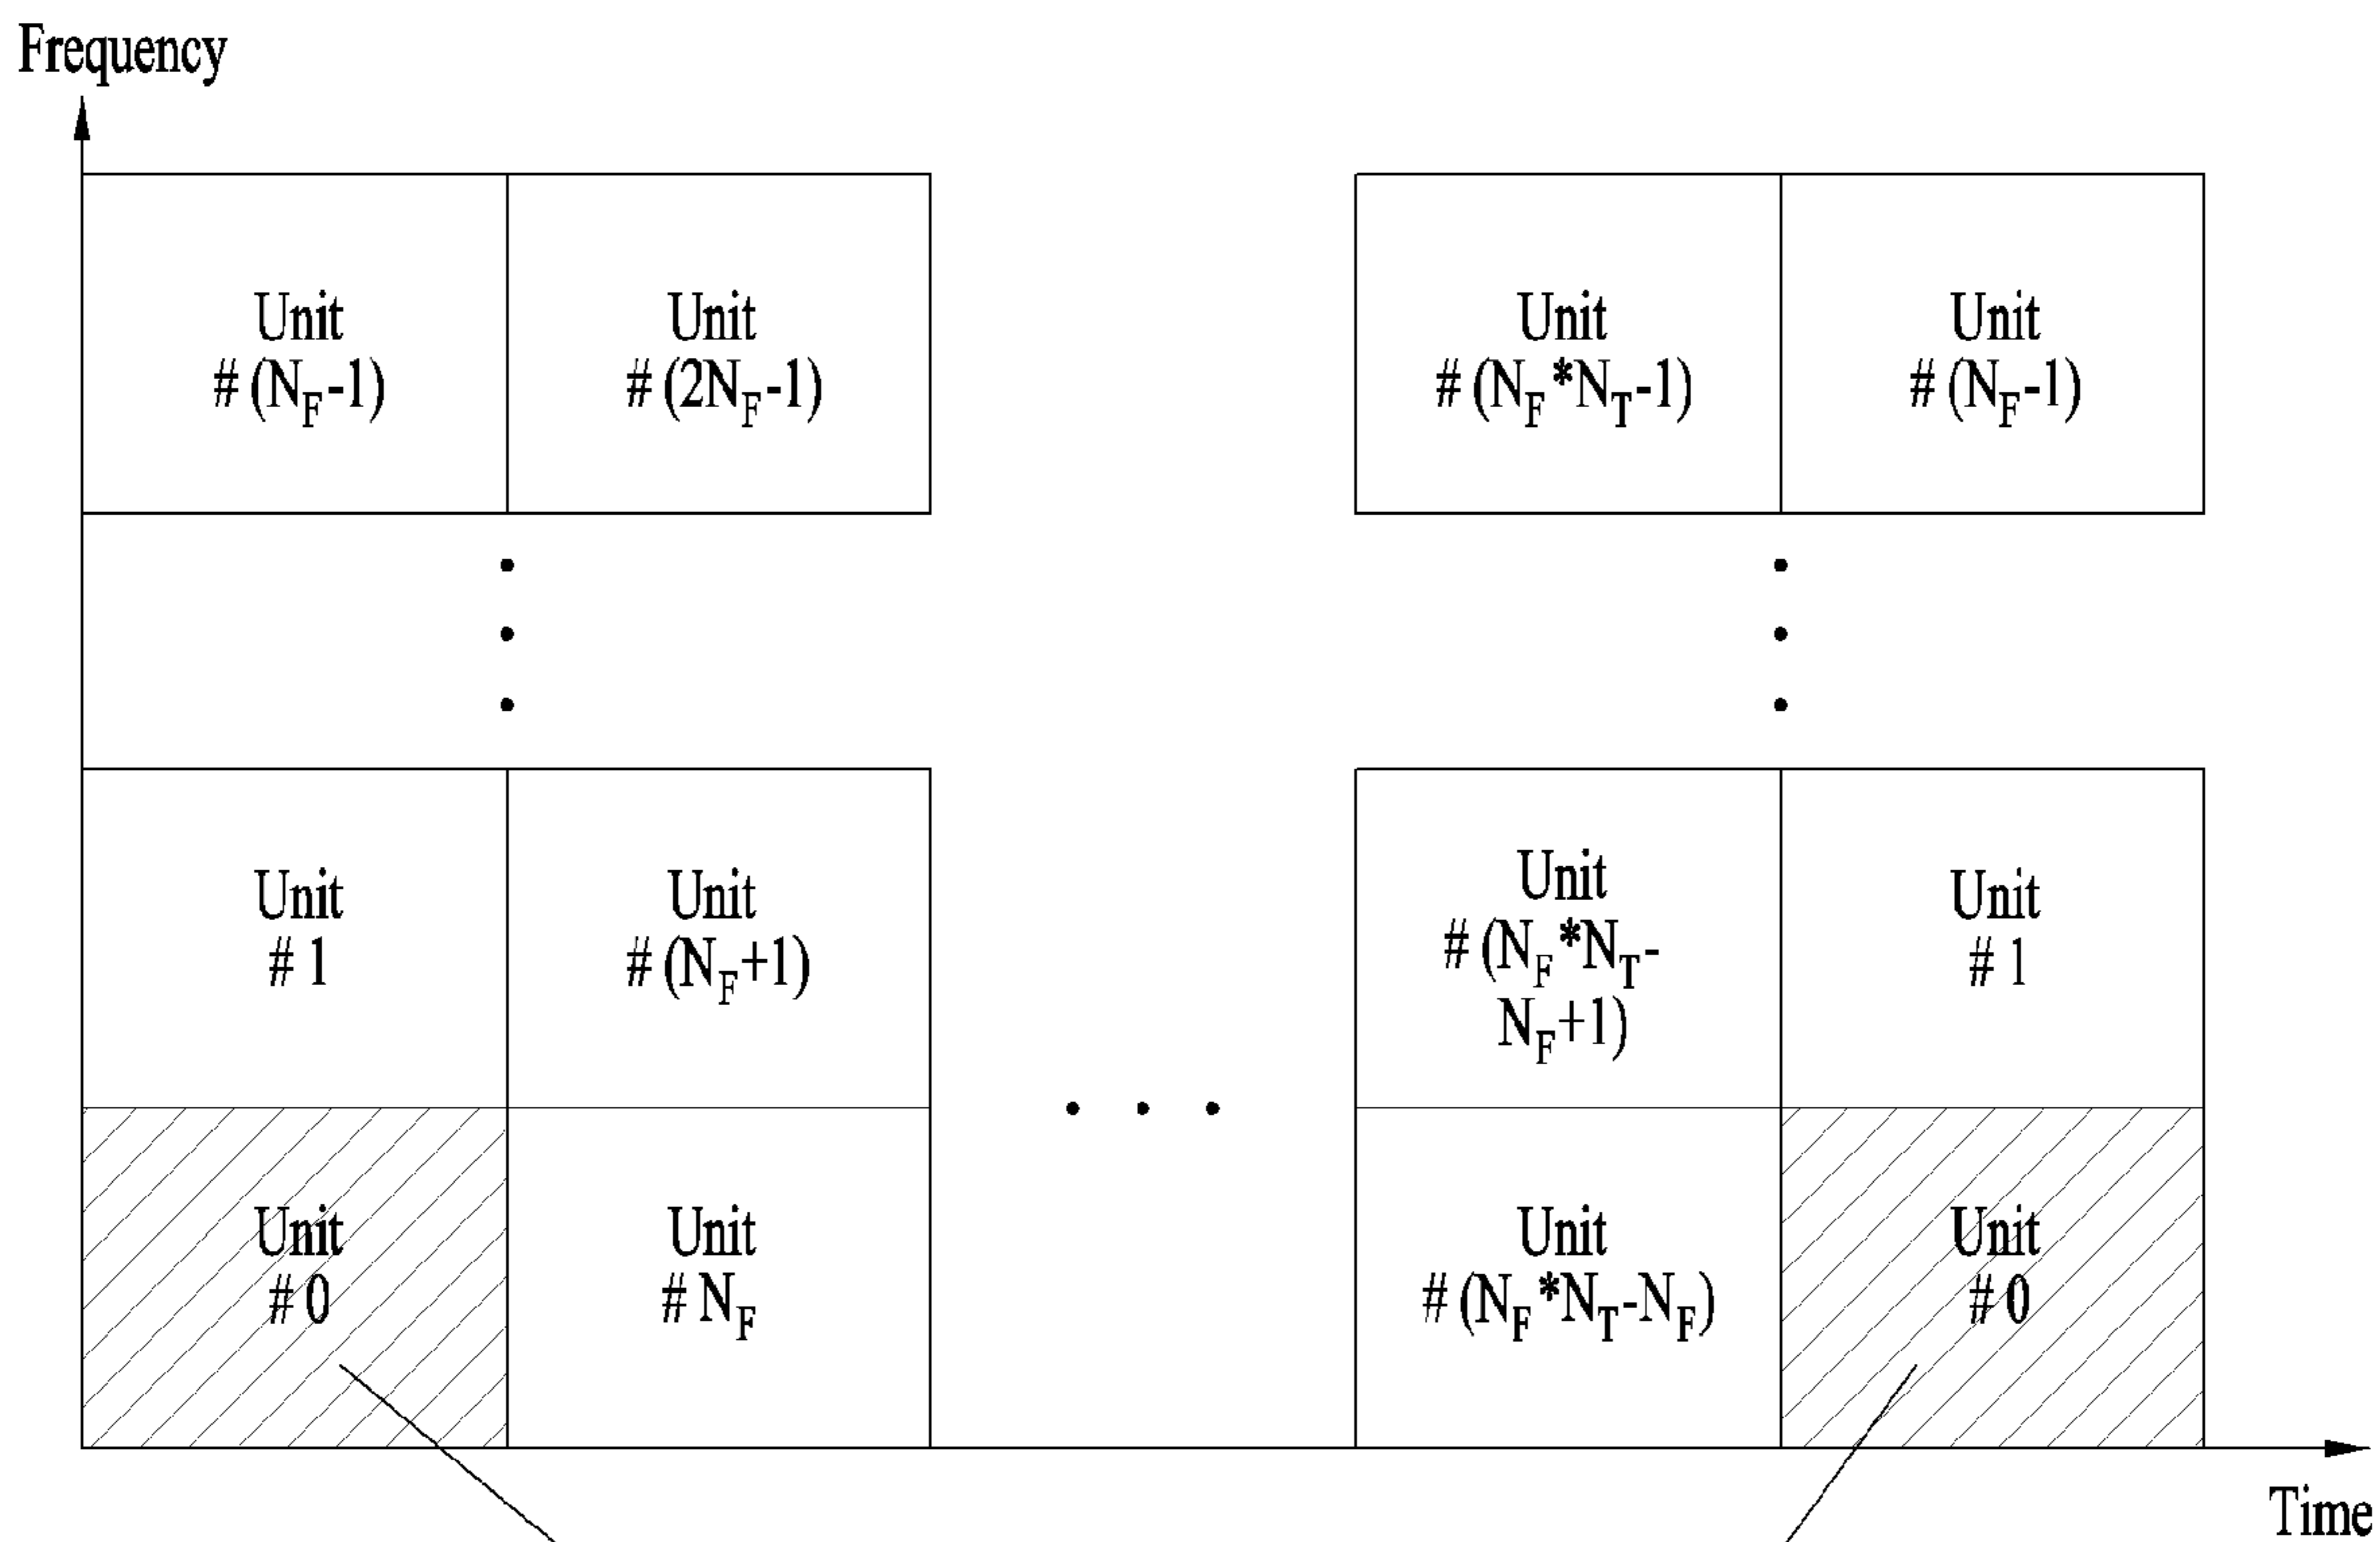 Frequency
Unit
# (N_F-1)
Unit
# (2N_F-1)
Unit
# (N_F*N_T-1)
Unit
# (N_F-1)
Unit
# 1
Unit
# (N_F+1)
Unit
# (N_F*N_T-
N_F+1)
Unit
# 1
Unit
# 0
Unit
# N_F
Unit
# (N_F*N_T-N_F)
Unit
# 0
Time